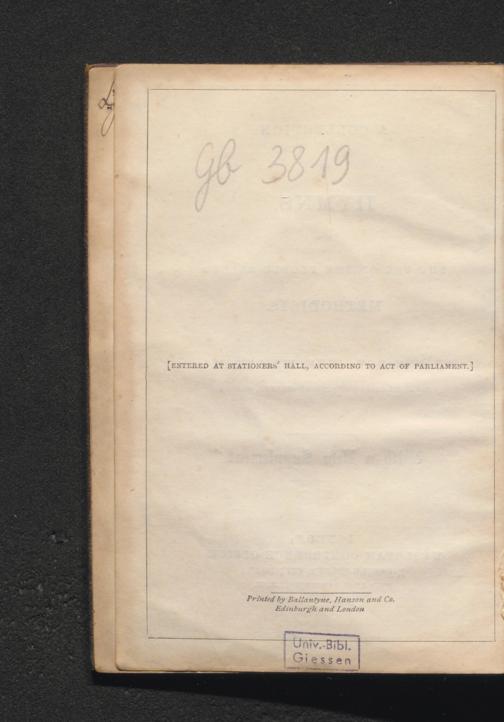 Gb 3819
[ENTERED AT STATIONERS' HALL, ACCORDING TO ACT OF PARLIAMENT.]
Printed by Ballantyne, Hanson and Co.
Edinburgh and London
Univ.-Bibl.
Giessen